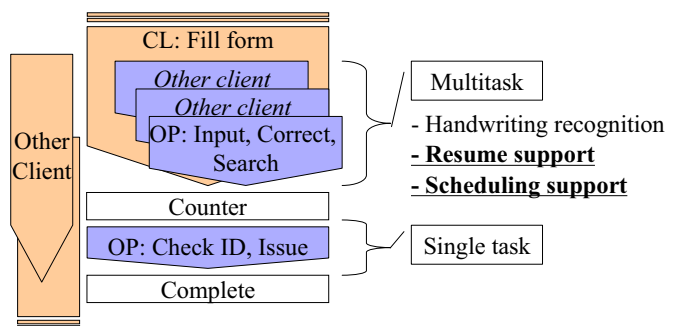 CL: Fill form
Other client
Other client
OP: Input, Correct,
Search
Other
Client
Counter
OP: Check ID, Issue
Complete
Multitask
- Handwriting recognition
- Resume support
- Scheduling support
Single task